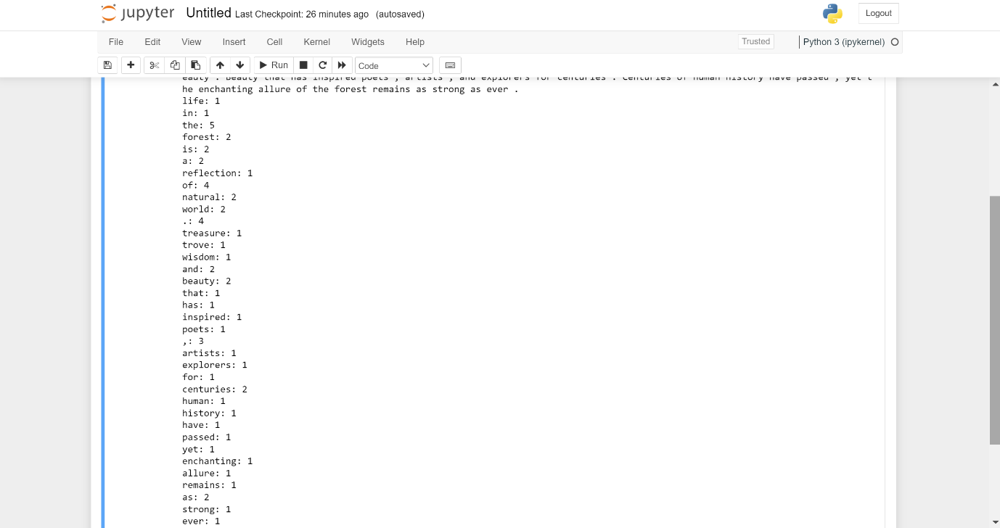 jupyter Untitled Last Checkpoint: 26 minutes ago (autosaved)
Logout
File Edit View Insert Cell Kernel Widgets Help
Trusted
Python 3 (ipykernel)
Run
Code
eauty . Beauty that has inspired poets , artists , and explorers for centuries . Centuries of human history have passed , yet t
he enchanting allure of the forest remains as strong as ever .
life: 1
in: 1
the: 5
forest: 2
is: 2
a: 2
reflection: 1
of: 4
natural: 2
world: 2
.: 4
treasure: 1
trove: 1
wisdom: 1
and: 2
beauty: 2
that: 1
has: 1
inspired: 1
poets: 1
,: 3
artists: 1
explorers: 1
for: 1
centuries: 2
human: 1
history: 1
have: 1
passed: 1
yet: 1
enchanting: 1
allure: 1
remains: 1
as: 2
strong: 1
ever: 1